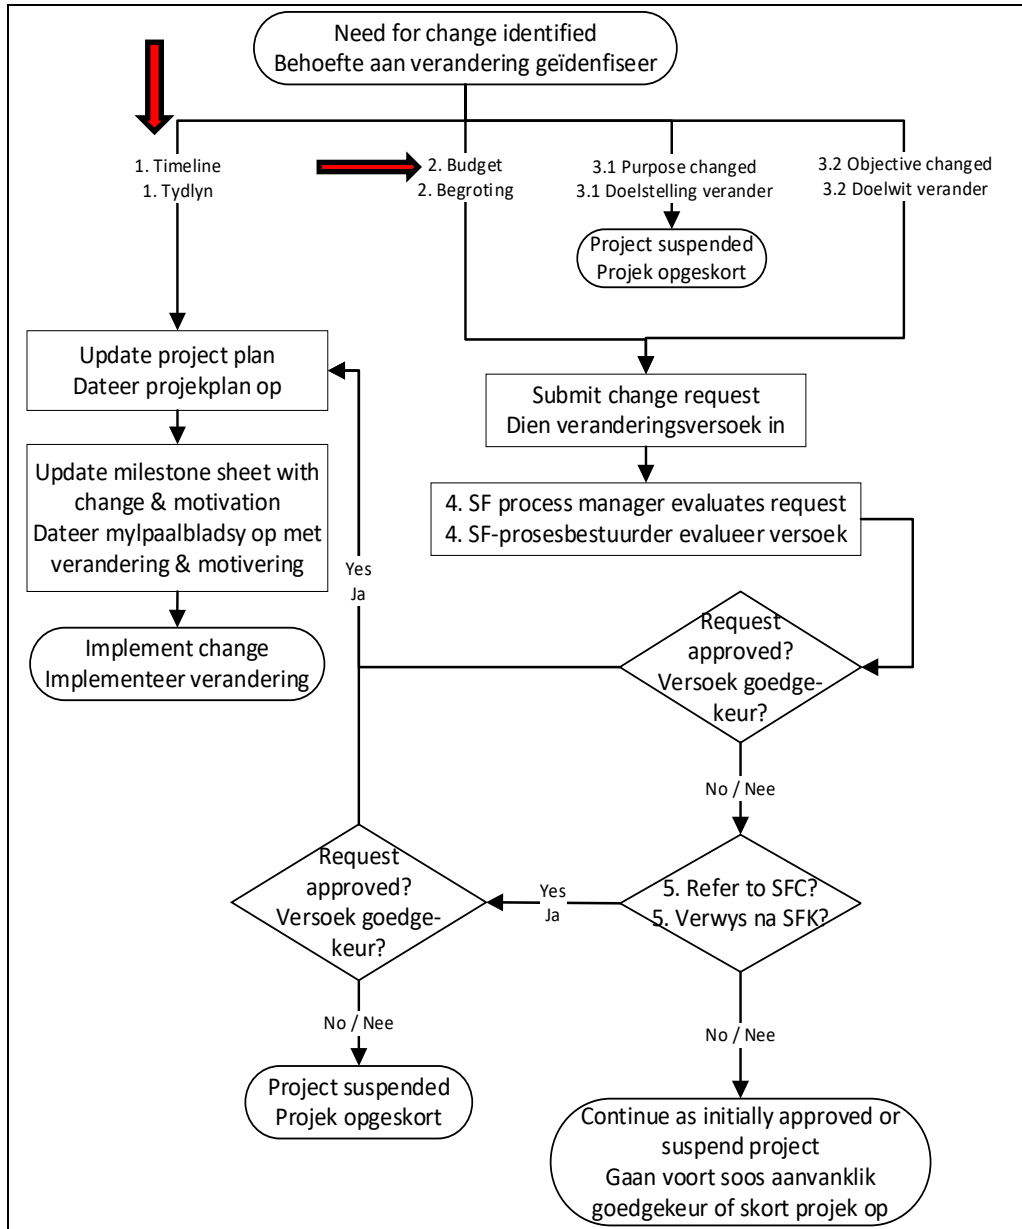 Need for change identified
Behoefte aan verandering geïdenfiseer
1. Timeline
1. Tydlyn
2. Budget
2. Begroting
3.1 Purpose changed
3.1 Doelstelling verander
3.2 Objective changed
3.2 Doelwit verander
Project suspended
Projek opgeskort
Update project plan
Dateer projekplan op
Submit change request
Dien veranderingsversoek in
Update milestone sheet with
change & motivation
Dateer mylpaalbladsy op met
verandering & motivering
4. SF process manager evaluates request
4. SF-prosesbestuurder evalueer versoek
Yes
Ja
Implement change
Implementeer verandering
Request
approved?
Versoek goedge-
keur?
No / Nee
Request
approved?
Versoek goedge-
keur?
Yes
Ja
5. Refer to SFC?
5. Verwys na SFK?
No / Nee
No / Nee
Project suspended
Projek opgeskort
Continue as initially approved or
suspend project
Gaan voort soos aanvanklik
goedgekeur of skort projek op